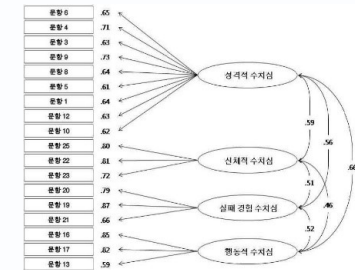 문항 6 .65
문항 4 .71
문항 3 .63
문항 9 .73
문항 8 .64
문항 5 .61
문항 1 .64
문항 12 .63
문항 10 .62
문항 25 .80
문항 22 .81
문항 23 .72
문항 20 .79
문항 19 .87
문항 21 .66
문항 16 .85
문항 17 .82
문항 13 .59
성격적 수치심
신체적 수치심
실패 경험 수치심
행동적 수치심
.59
.56
.51
.46
.52